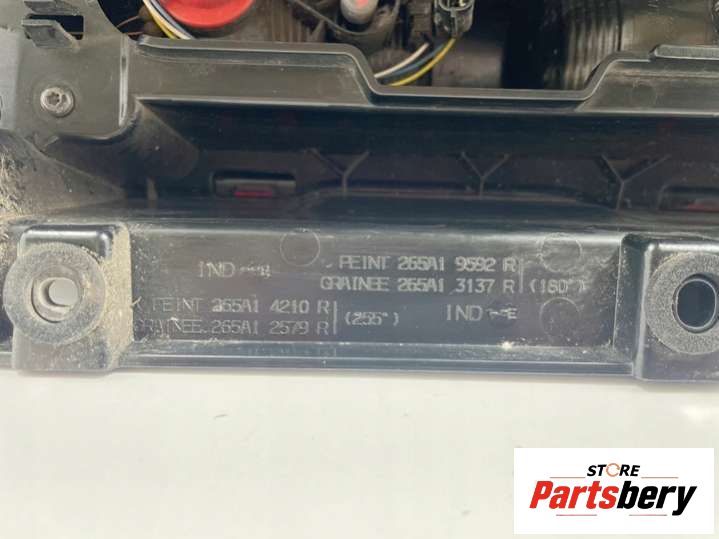 PEINT 265A1 9592 R
IND GRAINEE 265A1 3137 R (180°)
PEINT 265A1 4210 R
GRAINEE 265A1 2579 R (255°) IND
STORE
Partsbery